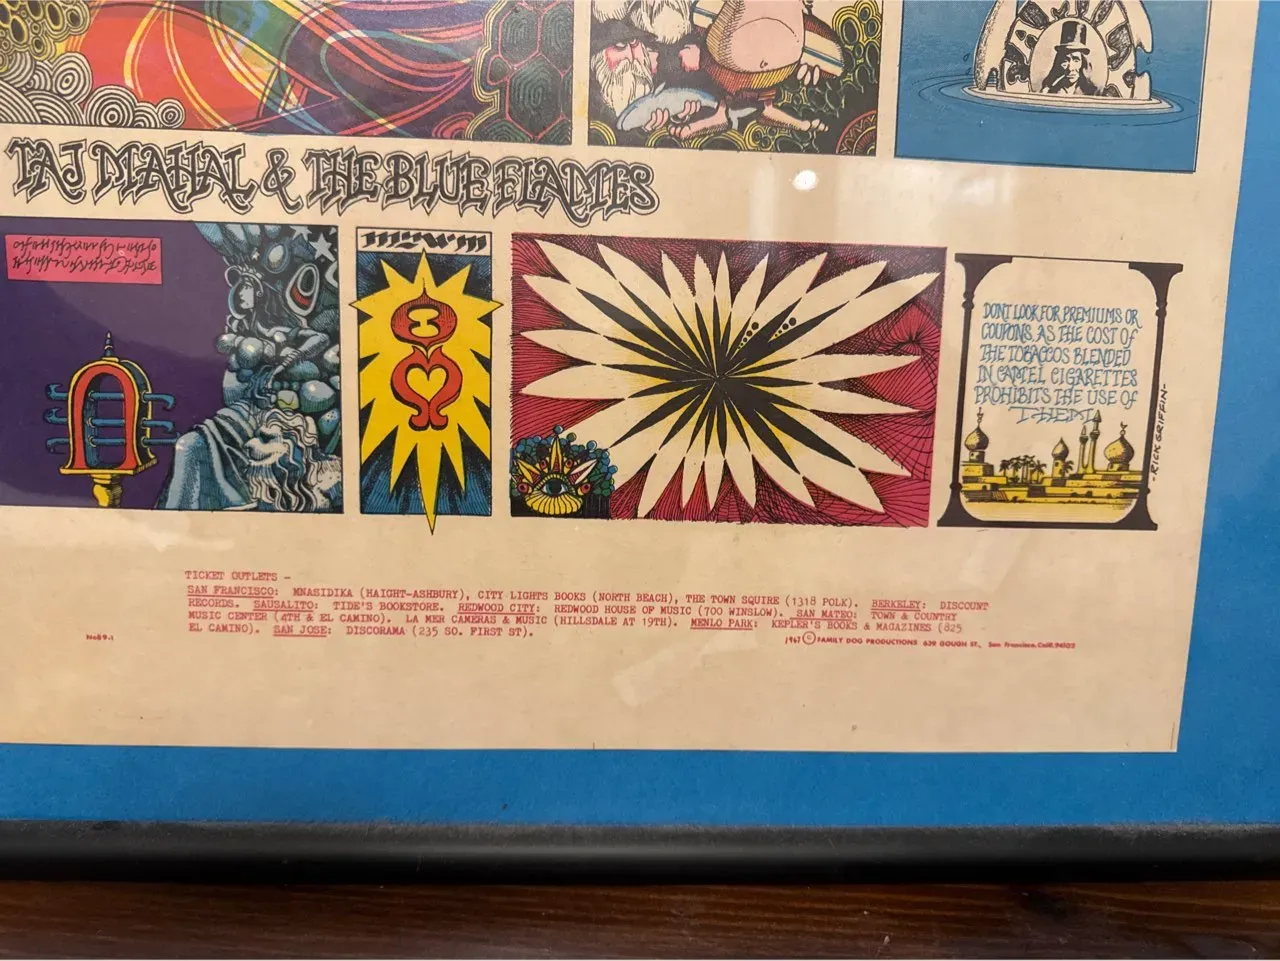 TAJ MAHAL & THE BLUE FLAMES
DON'T LOOK FOR PREMIUMS OR
COUPONS, AS THE COST OF
THE TOBACCOS BLENDED
IN CAMEL CIGARETTES
PROHIBITS THE USE OF
THEM
-RICK GRIFFIN-
TICKET OUTLETS -
SAN FRANCISCO: MNASIDIKA (HAIGHT-ASHBURY), CITY LIGHTS BOOKS (NORTH BEACH), THE TOWN SQUIRE (1318 POLK). BERKELEY: DISCOUNT
RECORDS. SAUSALITO: TIDE'S BOOKSTORE. REDWOOD CITY: REDWOOD HOUSE OF MUSIC (700 WINSLOW). SAN MATEO: TOWN & COUNTRY
MUSIC CENTER (4TH & EL CAMINO). LA MER CAMERAS & MUSIC (HILLSDALE AT 19TH). MENLO PARK: KEPLER'S BOOKS & MAGAZINES (825
EL CAMINO). SAN JOSE: DISCORAMA (235 SO. FIRST ST).
No89-1
1967 © FAMILY DOG PRODUCTIONS 639 GOUGH ST., San Francisco, Calif. 94102